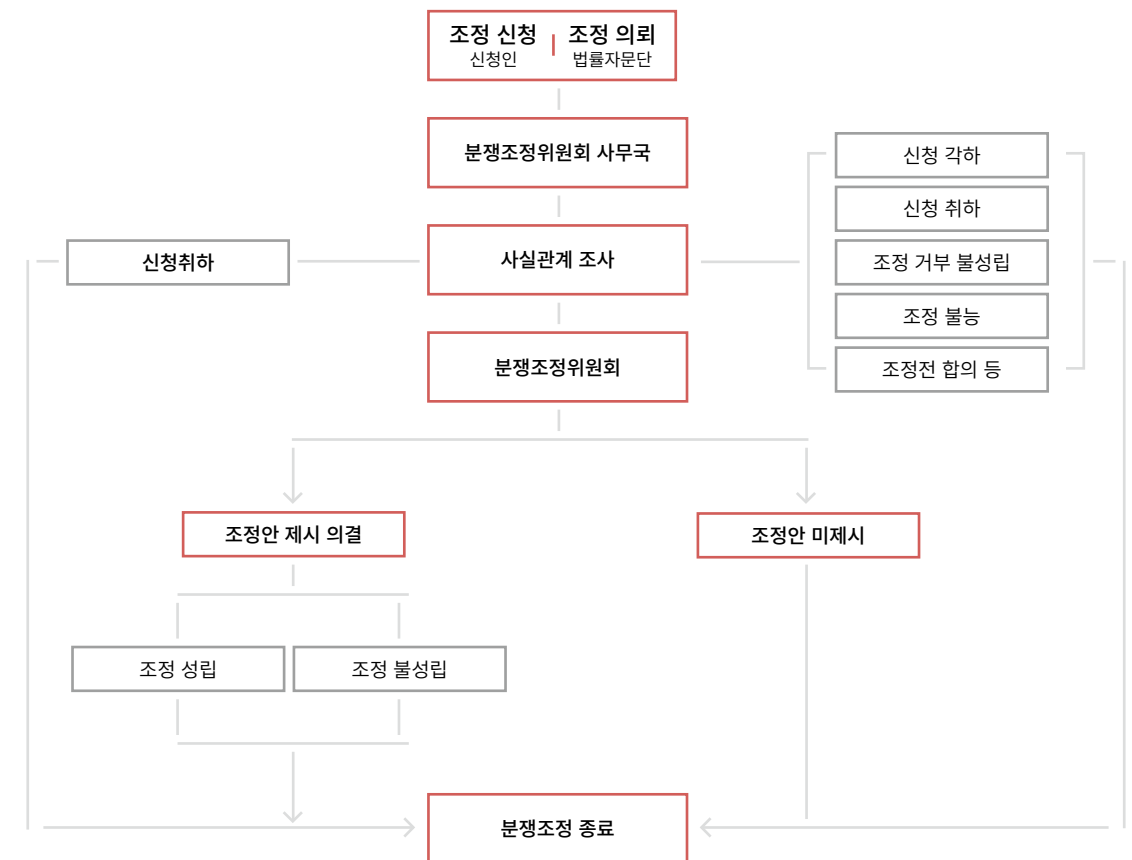 조정 신청 | 조정 의뢰
신청인 법률자문단
분쟁조정위원회 사무국
신청 각하
신청 취하
신청취하
사실관계 조사
조정 거부 불성립
조정 불능
분쟁조정위원회
조정전 합의 등
조정안 제시 의결
조정안 미제시
조정 성립
조정 불성립
분쟁조정 종료